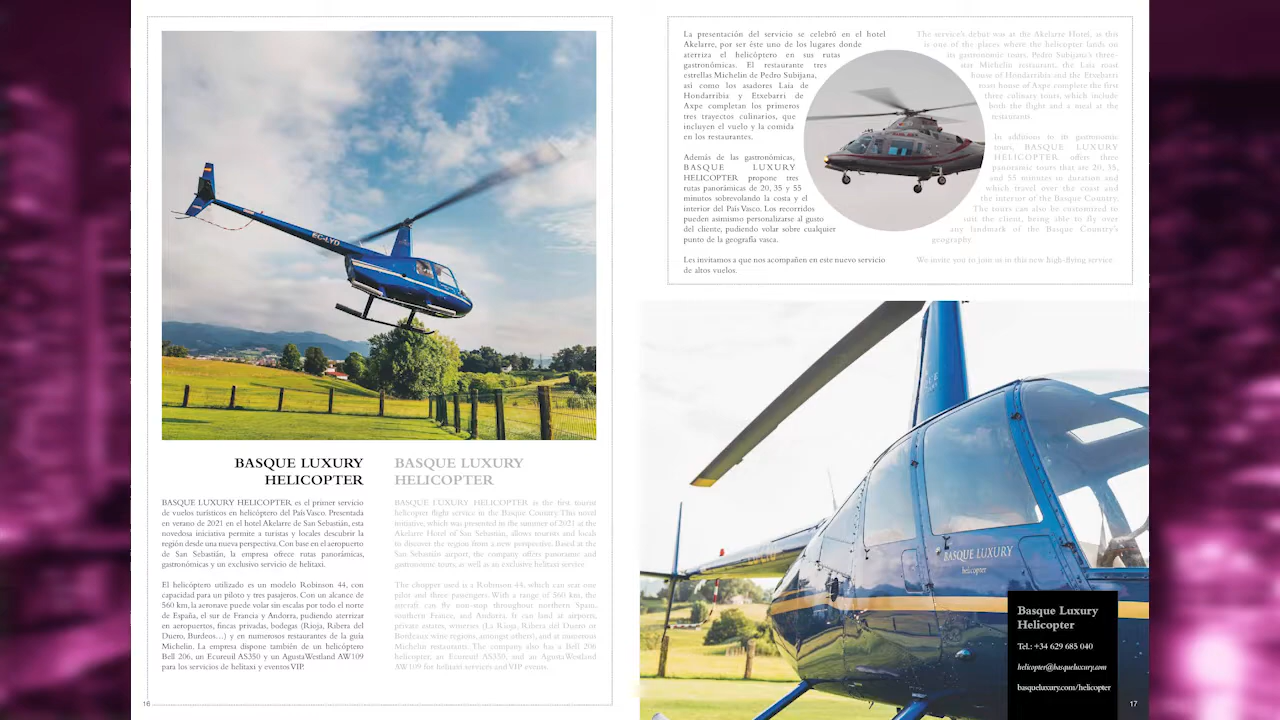 EC-LYD
BASQUE LUXURY
HELICOPTER
BASQUE LUXURY HELICOPTER es el primer servicio
de vuelos turísticos en helicóptero del País Vasco. Presentada
en verano de 2021 en el hotel Akelarre de San Sebastián, esta
novedosa iniciativa permite a turistas y locales descubrir la
región desde una nueva perspectiva. Con base en el aeropuerto
de San Sebastián, la empresa ofrece rutas panorámicas,
gastronómicas y un exclusivo servicio de helitaxi.
El helicóptero utilizado es un modelo Robinson 44, con
capacidad para un piloto y tres pasajeros. Con un alcance de
560 km, la aeronave puede volar sin escalas por todo el norte
de España, el sur de Francia y Andorra, pudiendo aterrizar
en aeropuertos, fincas privadas, bodegas (Rioja, Ribera del
Duero, Burdeos…) y en numerosos restaurantes de la guía
Michelin. La empresa dispone también de un helicóptero
Bell 206, un Ecureuil AS350 y un AgustaWestland AW109
para los servicios de helitaxi y eventos VIP.
BASQUE LUXURY
HELICOPTER
BASQUE LUXURY HELICOPTER is the first tourist
helicopter flight service in the Basque Country. This novel
initiative, which was presented in the summer of 2021 at the
Akelarre Hotel of San Sebastián, allows tourists and locals
to discover the region from a new perspective. Based at the
San Sebastián airport, the company offers panoramic and
gastronomic tours, as well as an exclusive helitaxi service.
The chopper used is a Robinson 44, which can seat one
pilot and three passengers. With a range of 560 km, the
aircraft can fly non-stop throughout northern Spain,
southern France, and Andorra. It can land at airports,
private estates, wineries (La Rioja, Ribera del Duero or
Bordeaux wine regions, amongst others), and at numerous
Michelin restaurants. The company also has a Bell 206
helicopter, an Ecureuil AS350, and an AgustaWestland
AW109 for helitaxi services and VIP events.
16
La presentación del servicio se celebró en el hotel
Akelarre, por ser éste uno de los lugares donde
aterriza el helicóptero en sus rutas
gastronómicas. El restaurante tres
estrellas Michelin de Pedro Subijana,
así como los asadores Laia de
Hondarribia y Etxebarri de
Axpe completan los primeros
tres trayectos culinarios, que
incluyen el vuelo y la comida
en los restaurantes.
Además de las gastronómicas,
BASQUE LUXURY
HELICOPTER propone tres
rutas panorámicas de 20, 35 y 55
minutos sobrevolando la costa y el
interior del País Vasco. Los recorridos
pueden asimismo personalizarse al gusto
del cliente, pudiendo volar sobre cualquier
punto de la geografía vasca.
Les invitamos a que nos acompañen en este nuevo servicio
de altos vuelos.
The service's debut was at the Akelarre Hotel, as this
is one of the places where the helicopter lands on
its gastronomic tours. Pedro Subijana's three-
star Michelin restaurant, the Laia roast
house of Hondarribia and the Etxebarri
roast house of Axpe complete the first
three culinary tours, which include
both the flight and a meal at the
restaurants.
In addition to its gastronomic
tours, BASQUE LUXURY
HELICOPTER offers three
panoramic tours that are 20, 35,
and 55 minutes in duration and
which travel over the coast and
the interior of the Basque Country.
The tours can also be customized to
suit the client, being able to fly over
any landmark of the Basque Country's
geography.
We invite you to join us in this new high-flying service.
BASQUE LUXURY
helicopter
Basque Luxury
Helicopter
Tel.: +34 629 685 040
helicopter@basqueluxury.com
basqueluxury.com/helicopter
17